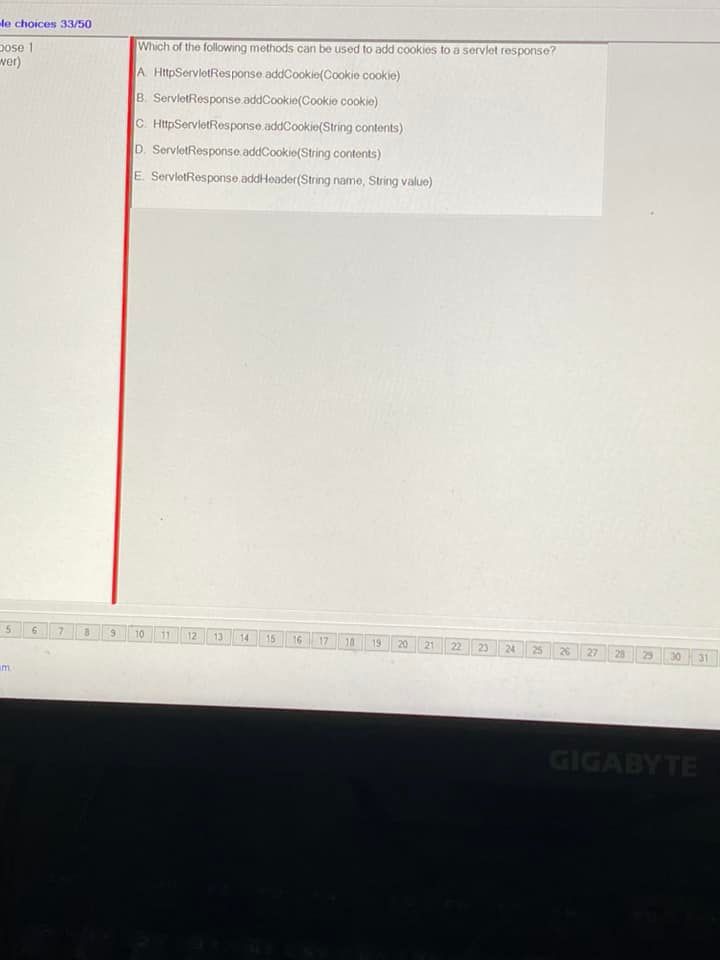 le choices 33/50
oose 1
wer)
Which of the following methods can be used to add cookies to a servlet response?
A. HttpServletResponse.addCookie(Cookie cookie)
B. ServletResponse.addCookie(Cookie cookie)
C. HttpServletResponse.addCookie(String contents)
D. ServletResponse.addCookie(String contents)
E. ServletResponse.addHeader(String name, String value)
5 6 7 8 9 10 11 12 13 14 15 16 17 18 19 20 21 22 23 24 25 26 27 28 29 30 31
m.
GIGABYTE